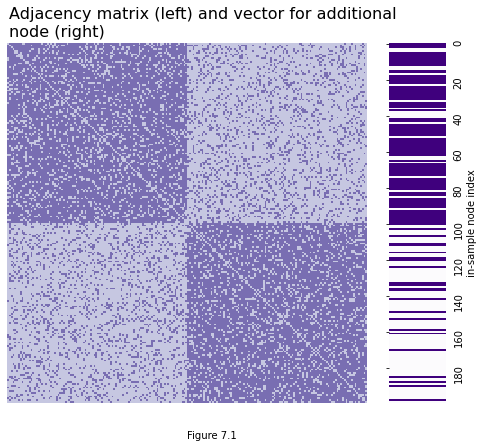 Adjacency matrix (left) and vector for additional
node (right)
0
20
40
60
80
100
120
140
160
180
in-sample node index
Figure 7.1